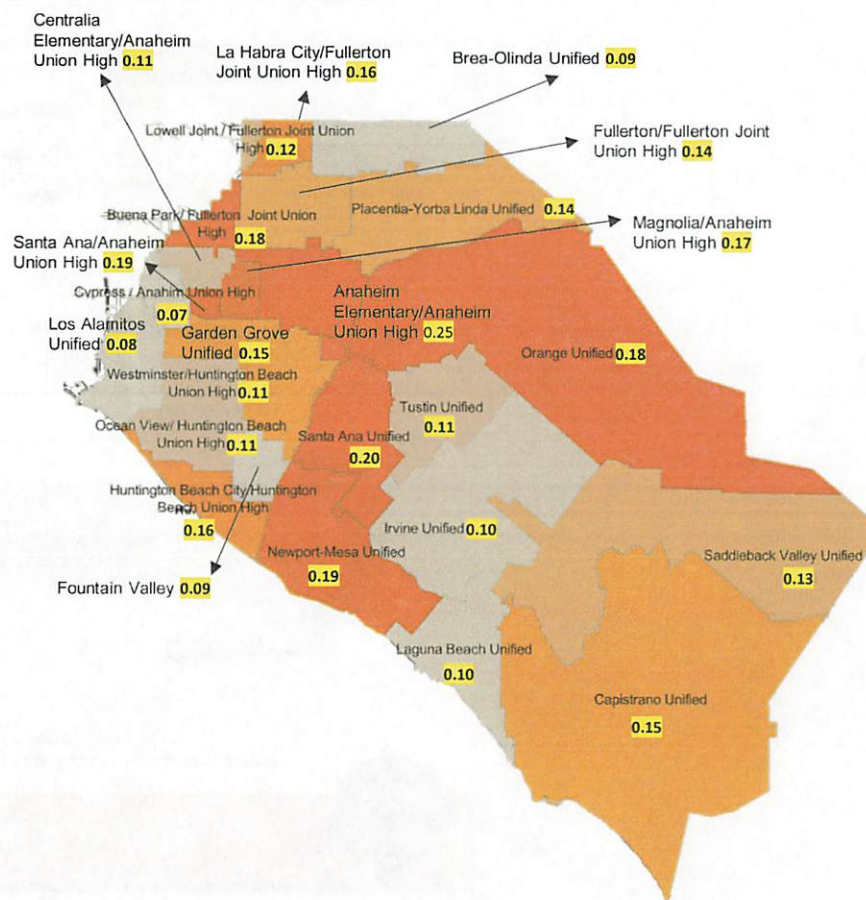 Centralia
Elementary/Anaheim
Union High 0.11
La Habra City/Fullerton
Joint Union High 0.16
Brea-Olinda Unified 0.09
Lowell Joint / Fullerton Joint Union
High 0.12
Fullerton/Fullerton Joint
Union High 0.14
Buena Park/ Fullerton Joint Union
High 0.18
Placentia-Yorba Linda Unified 0.14
Magnolia/Anaheim
Union High 0.17
Santa Ana/Anaheim
Union High 0.19
Cypress / Anahim Union High
0.07
Anaheim
Elementary/Anaheim
Union High 0.25
Los Alamitos
Unified 0.08
Garden Grove
Unified 0.15
Orange Unified 0.18
Westminster/Huntington Beach
Union High 0.11
Tustin Unified
0.11
Ocean View/ Huntington Beach
Union High 0.11
Santa Ana Unified
0.20
Huntington Beach City/Huntington
Beach Union High
0.16
Irvine Unified 0.10
Newport-Mesa Unified
0.19
Saddleback Valley Unified
0.13
Fountain Valley 0.09
Laguna Beach Unified
0.10
Capistrano Unified
0.15